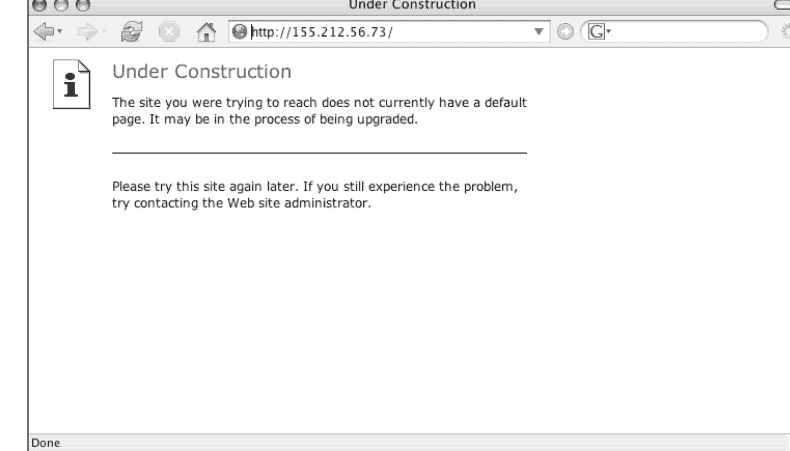 Under Construction
http://155.212.56.73/
G
Under Construction
The site you were trying to reach does not currently have a default
page. It may be in the process of being upgraded.
Please try this site again later. If you still experience the problem,
try contacting the Web site administrator.
Done